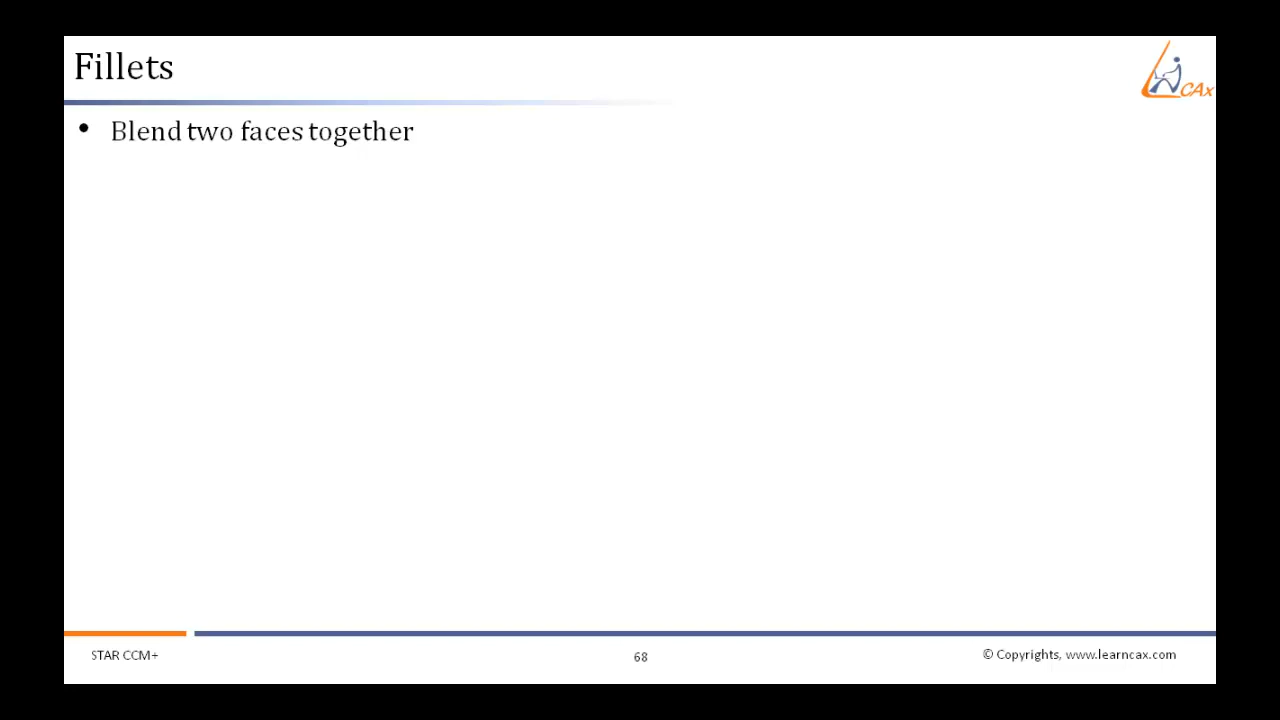 Fillets
CAx
• Blend two faces together
STAR CCM+
68
© Copyrights, www.learncax.com